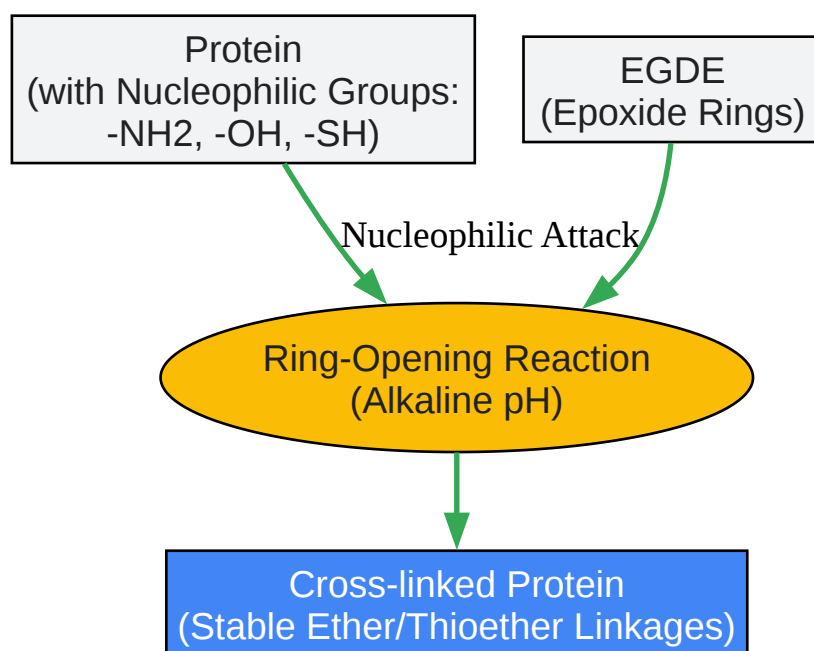 Protein
(with Nucleophilic Groups:
-NH2, -OH, -SH)
EGDE
(Epoxide Rings)
Nucleophilic Attack
Ring-Opening Reaction
(Alkaline pH)
Cross-linked Protein
(Stable Ether/Thioether Linkages)